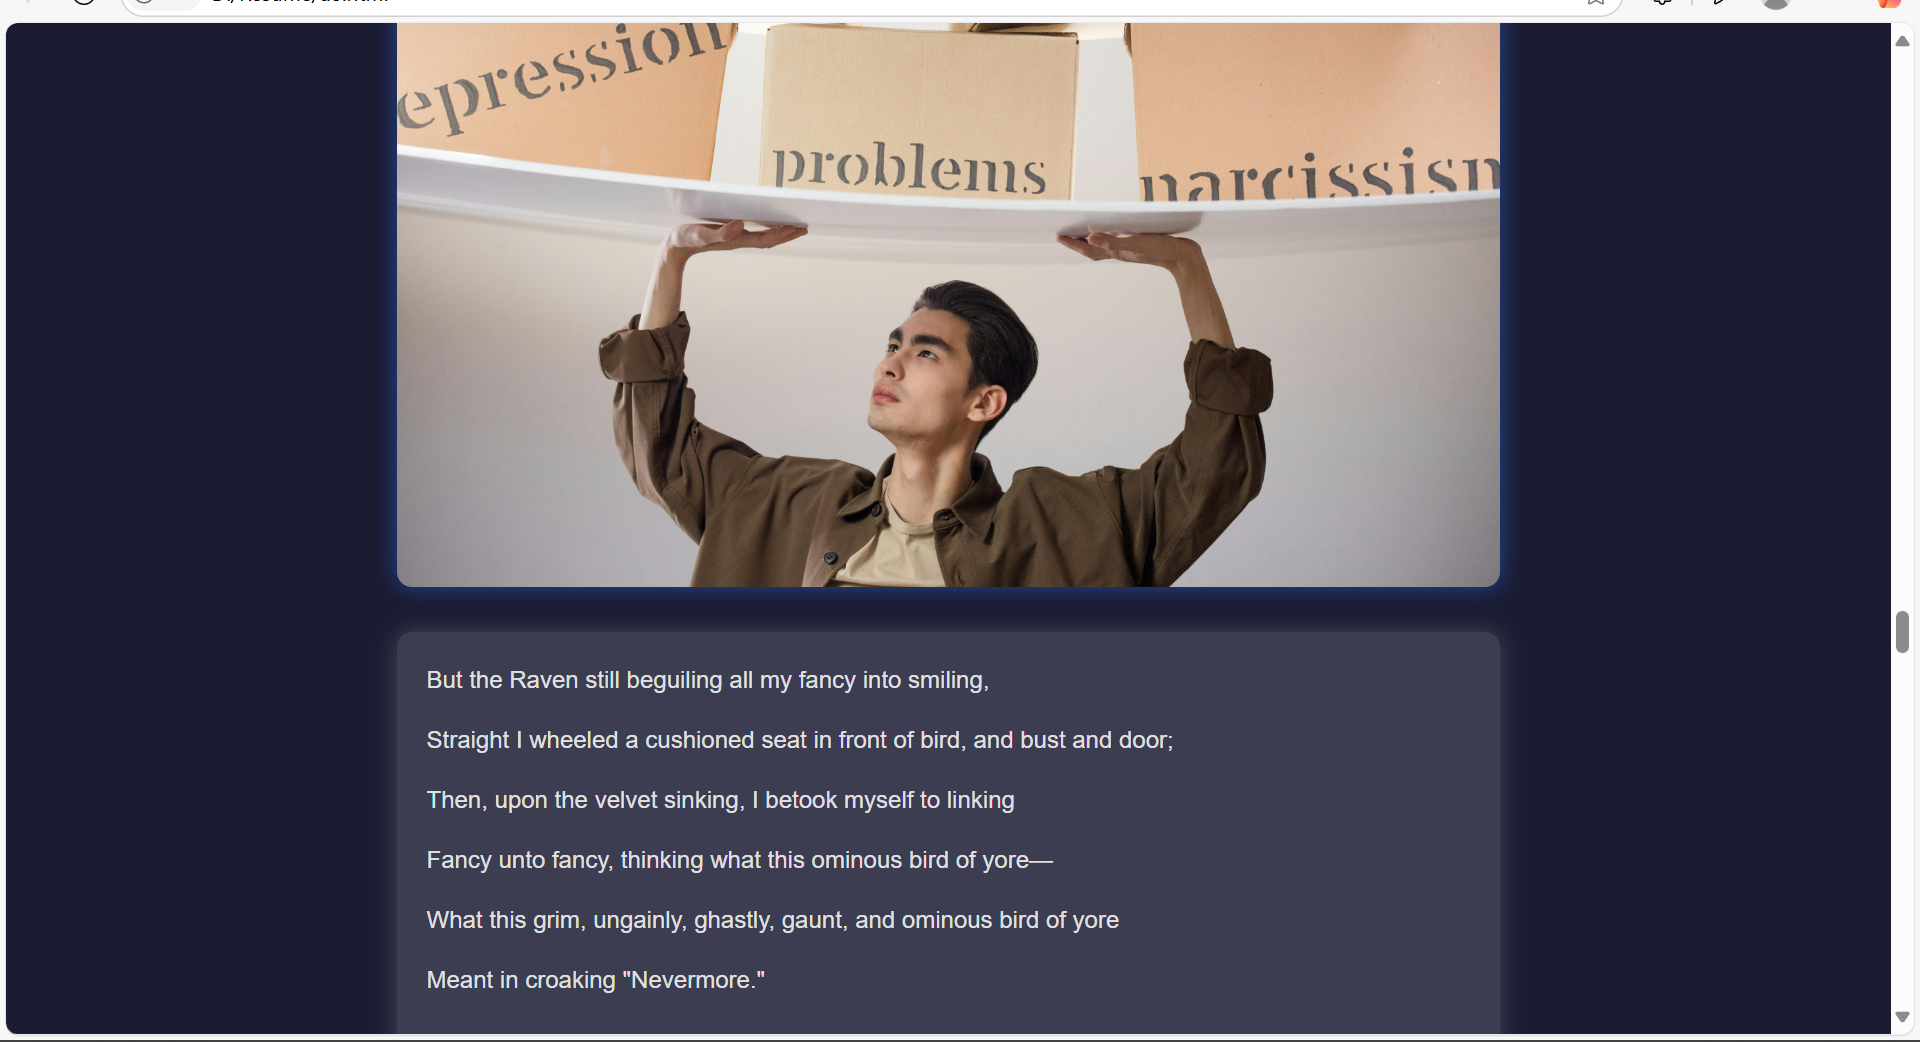 epression
problems
narcissism
But the Raven still beguiling all my fancy into smiling,
Straight I wheeled a cushioned seat in front of bird, and bust and door;
Then, upon the velvet sinking, I betook myself to linking
Fancy unto fancy, thinking what this ominous bird of yore—
What this grim, ungainly, ghastly, gaunt, and ominous bird of yore
Meant in croaking "Nevermore."